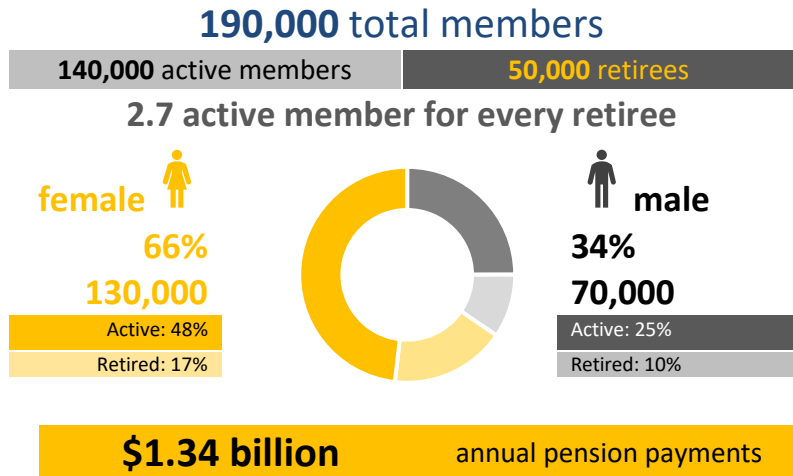 190,000 total members
140,000 active members
50,000 retirees
2.7 active member for every retiree
female
66%
130,000
Active: 48%
Retired: 17%
male
34%
70,000
Active: 25%
Retired: 10%
$1.34 billion annual pension payments